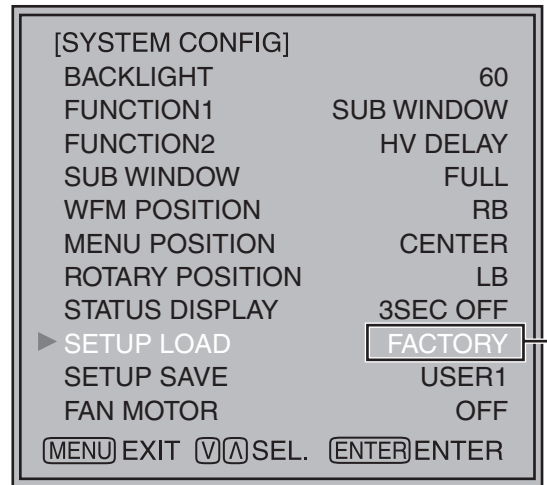 [SYSTEM CONFIG]
BACKLIGHT 60
FUNCTION1 SUB WINDOW
FUNCTION2 HV DELAY
SUB WINDOW FULL
WFM POSITION RB
MENU POSITION CENTER
ROTARY POSITION LB
STATUS DISPLAY 3SEC OFF
▶ SETUP LOAD FACTORY
SETUP SAVE USER1
FAN MOTOR OFF
MENU EXIT V Λ SEL. ENTER ENTER